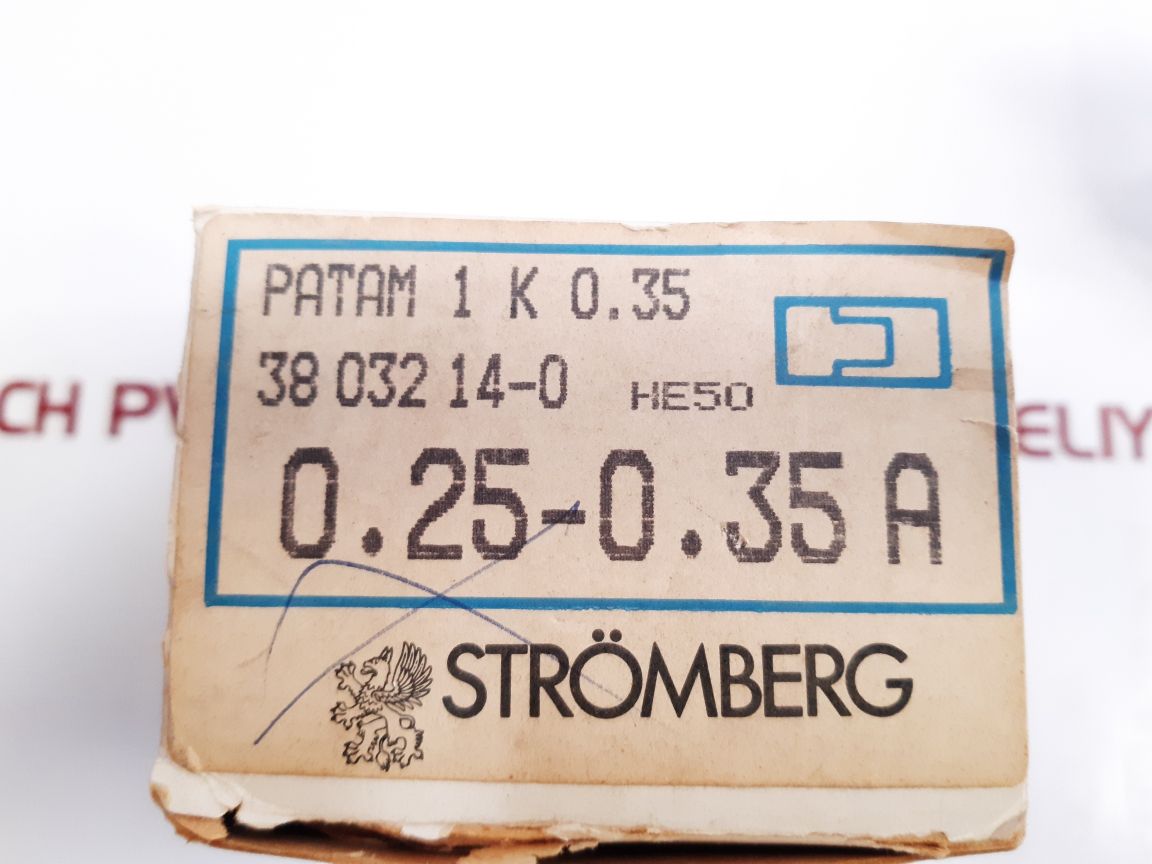 PATAM 1 K 0.35
38 032 14-0 HE50
0.25-0.35 A
STRÖMBERG